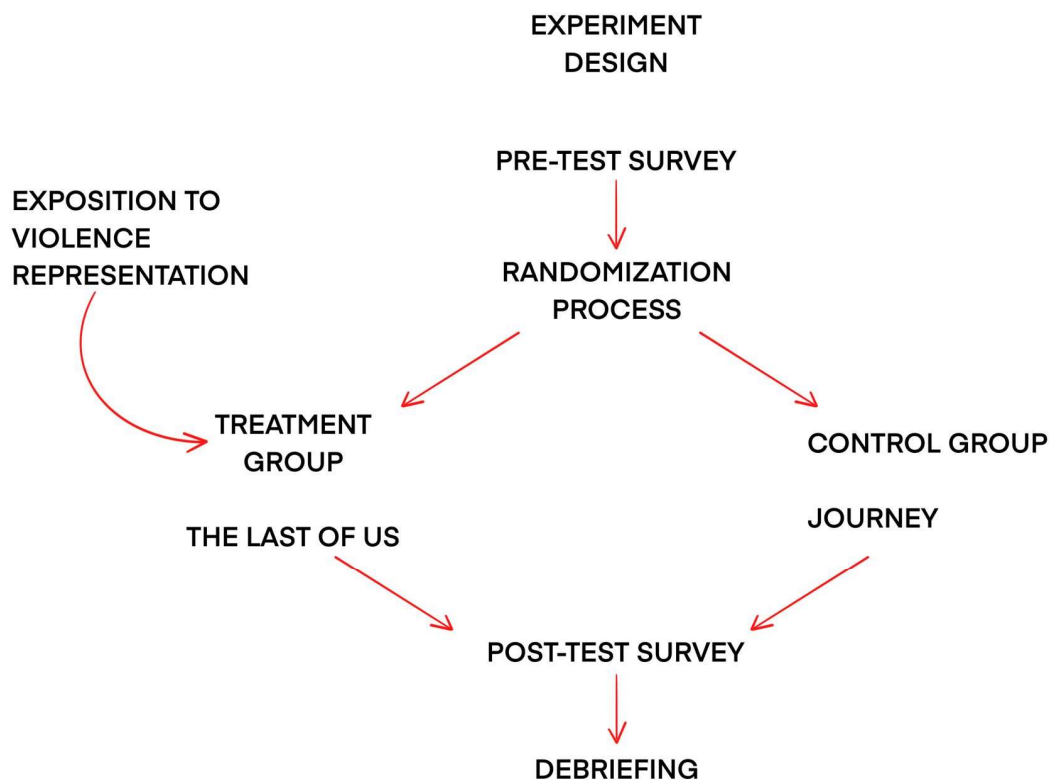 EXPERIMENT
DESIGN
PRE-TEST SURVEY
EXPOSITION TO
VIOLENCE
REPRESENTATION
RANDOMIZATION
PROCESS
TREATMENT
GROUP
CONTROL GROUP
THE LAST OF US
JOURNEY
POST-TEST SURVEY
DEBRIEFING